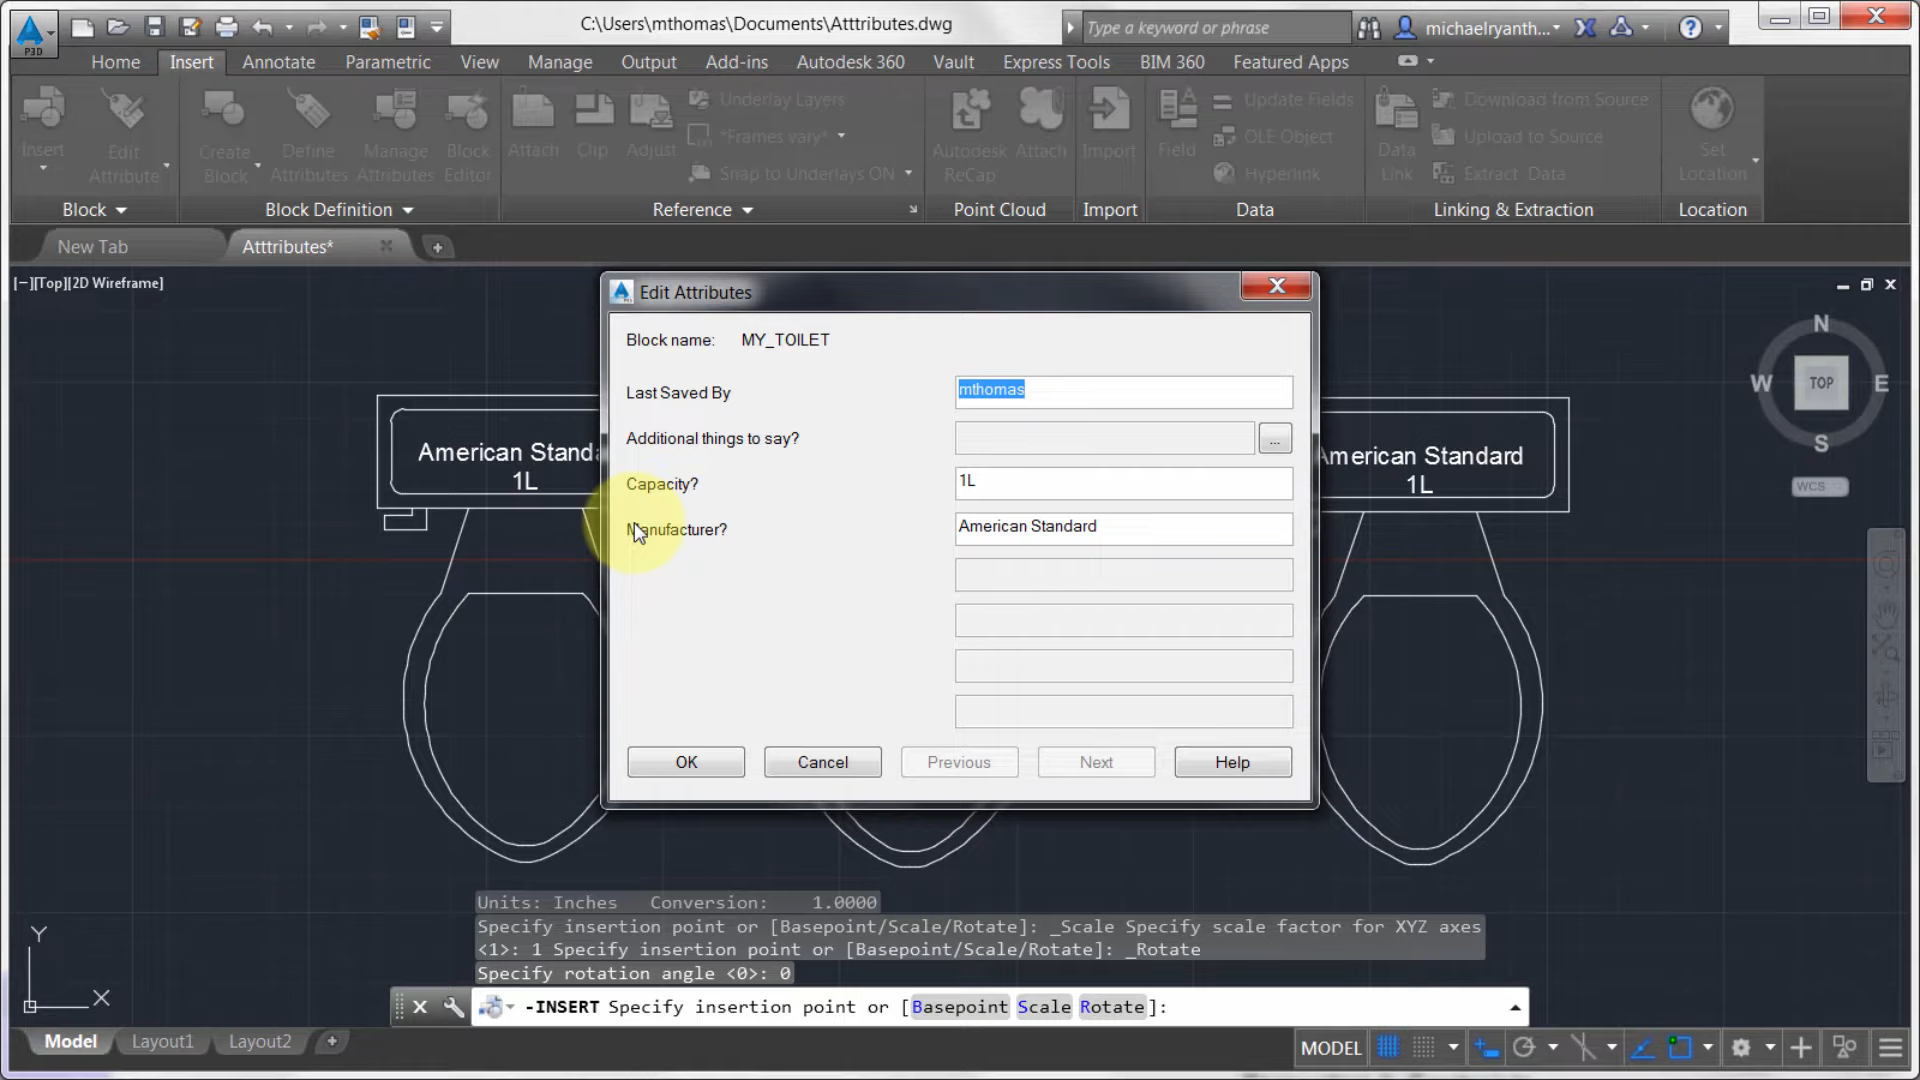 P3D
C:\Users\mthomas\Documents\Atttributes.dwg
Type a keyword or phrase
michaelryanth...
?
Home Insert Annotate Parametric View Manage Output Add-ins Autodesk 360 Vault Express Tools BIM 360 Featured Apps
Insert
Edit
Attribute
Create
Block
Define
Attributes
Manage
Attributes
Block
Editor
Attach
Clip
Adjust
Underlay Layers
*Frames vary*
Snap to Underlays ON
Autodesk
ReCap
Attach
Import
Field
Update Fields
OLE Object
Hyperlink
Data
Link
Download from Source
Upload to Source
Extract Data
Set
Location
Block Block Definition Reference Point Cloud Import Data Linking & Extraction Location
New Tab Atttributes*
[−][Top][2D Wireframe]
N
W TOP E
S
WCS
American Standa
1L
American Standard
1L
Edit Attributes
Block name: MY_TOILET
Last Saved By mthomas
Additional things to say? ...
Capacity? 1L
Manufacturer? American Standard
OK Cancel Previous Next Help
Units: Inches Conversion: 1.0000
Specify insertion point or [Basepoint/Scale/Rotate]: _Scale Specify scale factor for XYZ axes
<1>: 1 Specify insertion point or [Basepoint/Scale/Rotate]: _Rotate
Specify rotation angle <0>: 0
-INSERT Specify insertion point or [Basepoint Scale Rotate]:
Y
X
Model Layout1 Layout2
MODEL